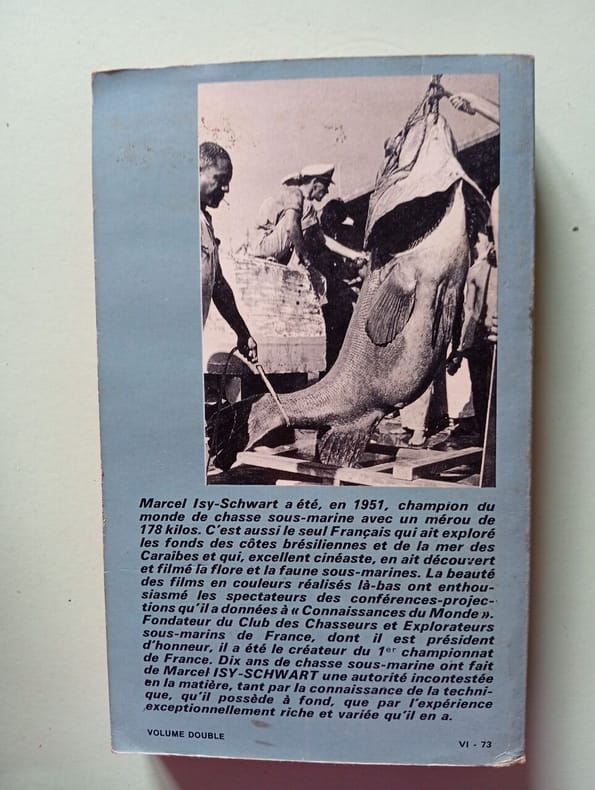 Marcel Isy-Schwart a été, en 1951, champion du
monde de chasse sous-marine avec un mérou de
178 kilos. C'est aussi le seul Français qui ait exploré
les fonds des côtes brésiliennes et de la mer des
Caraïbes et qui, excellent cinéaste, en ait découvert
et filmé la flore et la faune sous-marines. La beauté
des films en couleurs réalisés là-bas ont enthou-
siasmé les spectateurs des conférences-projec-
tions qu'il a données à « Connaissances du Monde ».
Fondateur du Club des Chasseurs et Explorateurs
sous-marins de France, dont il est président
d'honneur, il a été le créateur du 1er championnat
de France. Dix ans de chasse sous-marine ont fait
de Marcel ISY-SCHWART une autorité incontestée
en la matière, tant par la connaissance de la techni-
que, qu'il possède à fond, que par l'expérience
exceptionnellement riche et variée qu'il en a.
VOLUME DOUBLE
VI - 73